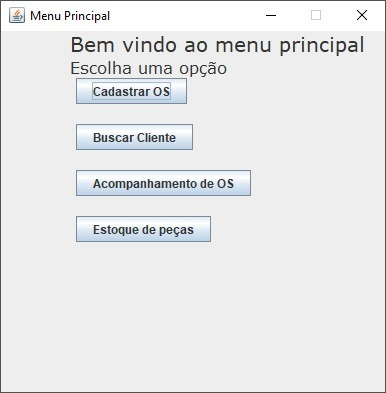 Menu Principal
Bem vindo ao menu principal
Escolha uma opção
Cadastrar OS
Buscar Cliente
Acompanhamento de OS
Estoque de peças